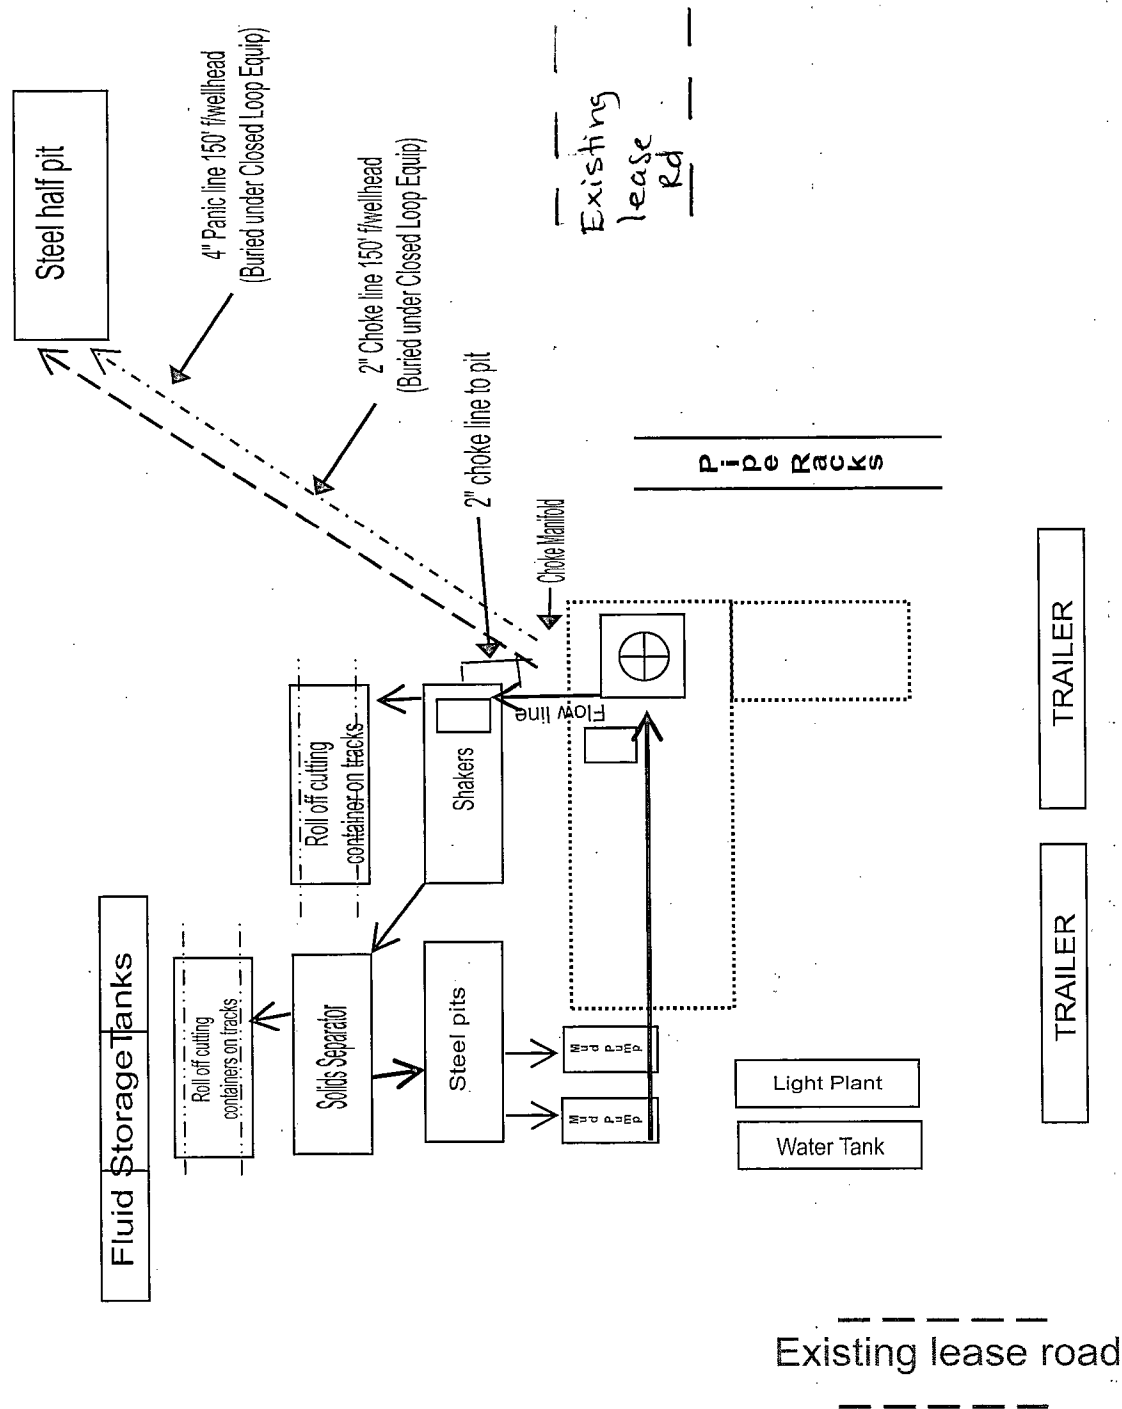 Steel half pit
4" Panic line 150' f/wellhead
(Buried under Closed Loop Equip)
2" Choke line 150' f/wellhead
(Buried under Closed Loop Equip)
2" choke line to pit
Choke Manifold
Existing
lease
Rd
Pipe Racks
Fluid StorageTanks
Roll off cutting
containers on tracks
Roll off cutting
container on tracks
Solids Separator
Shakers
Flow line
Steel pits
Mud Pump
Mud Pump
Light Plant
Water Tank
TRAILER
TRAILER
Existing lease road